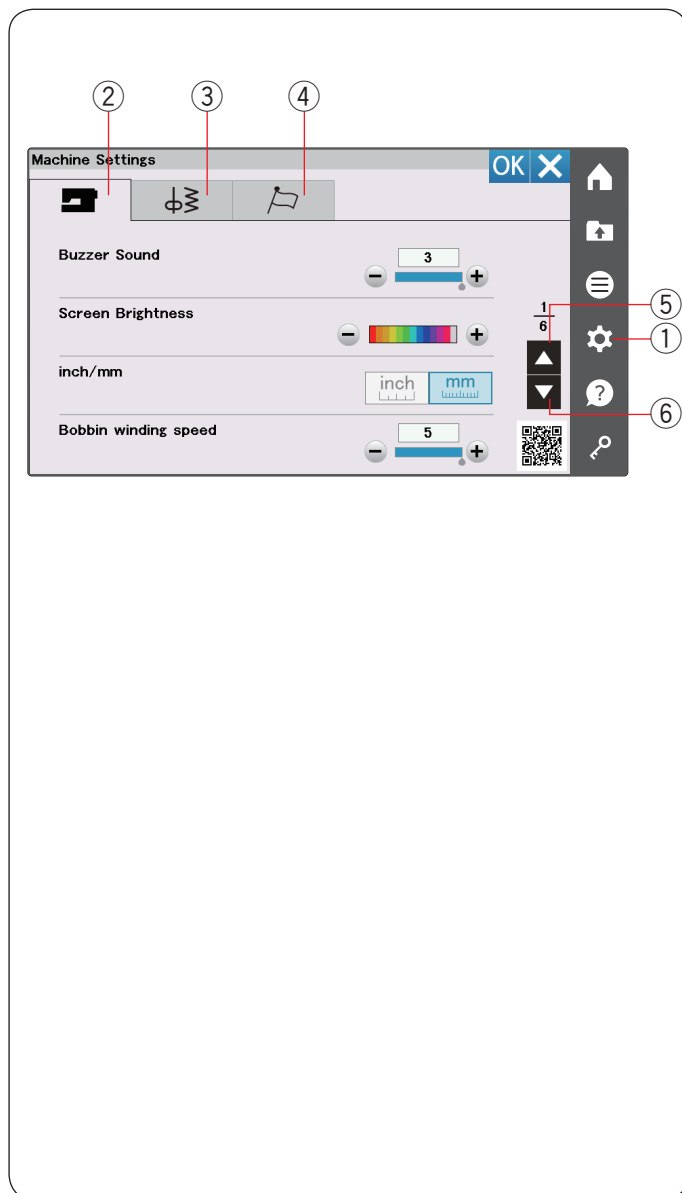 ② ③ ④
Machine Settings OK
Buzzer Sound 3
Screen Brightness 1
6
⑤
①
inch/mm inch mm
?
⑥
Bobbin winding speed 5